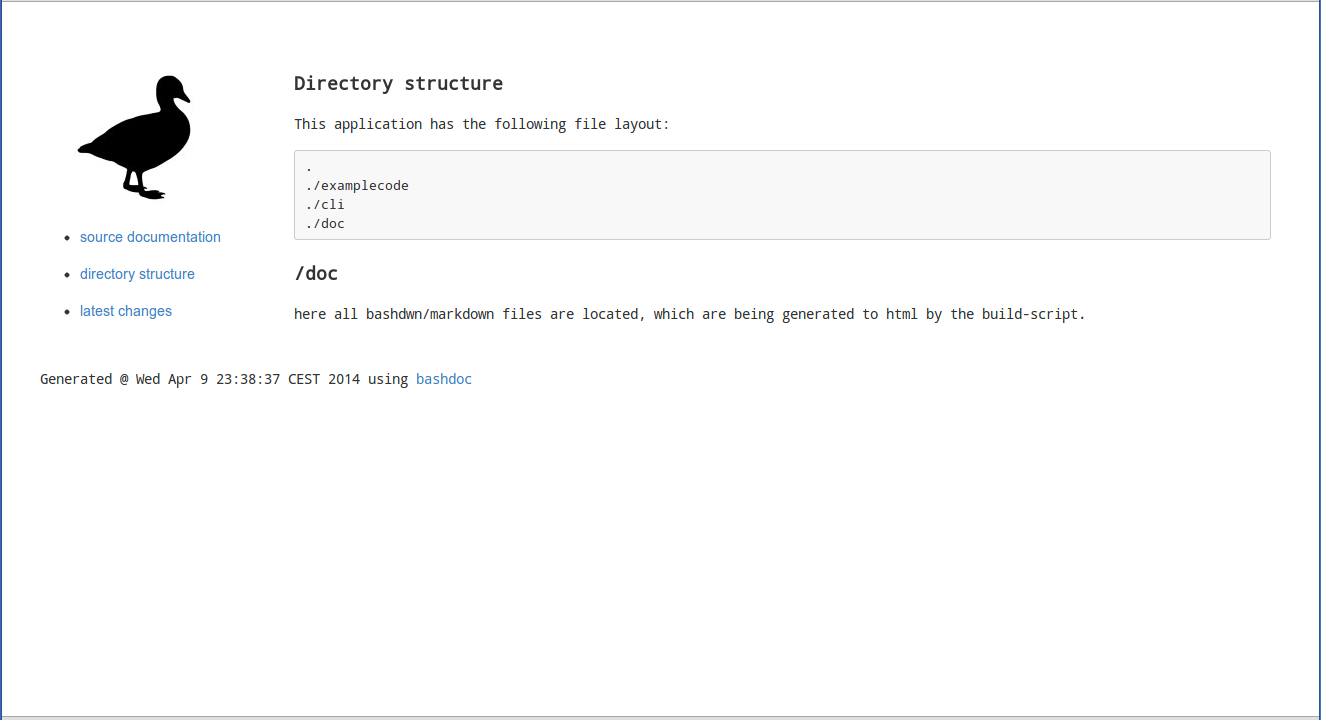 source documentation
directory structure
latest changes
Directory structure
This application has the following file layout:
.
./examplecode
./cli
./doc
/doc
here all bashdwn/markdown files are located, which are being generated to html by the build-script.
Generated @ Wed Apr 9 23:38:37 CEST 2014 using bashdoc